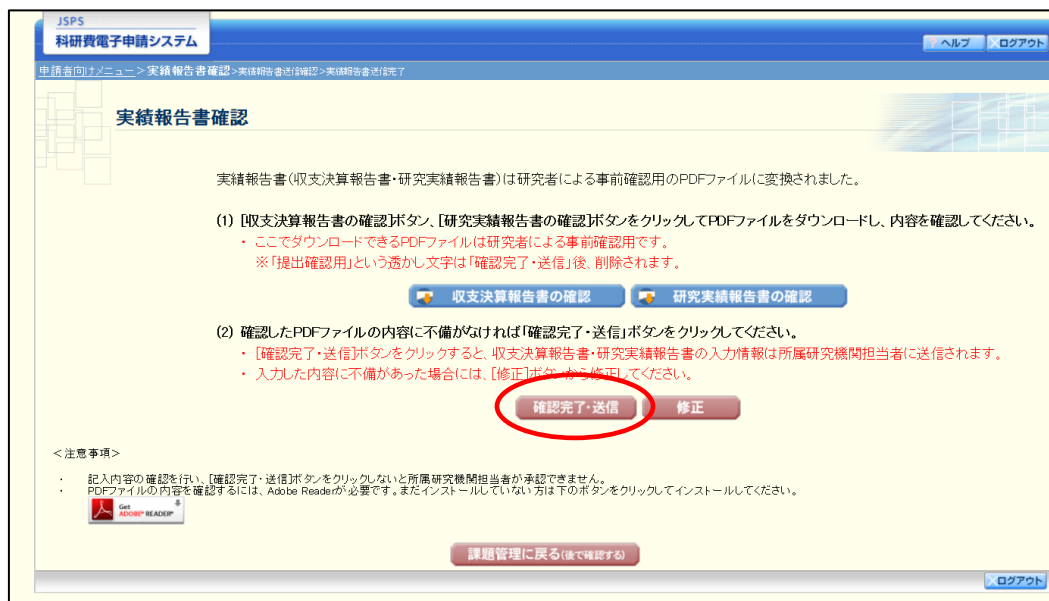 JSPS
科研費電子申請システム
? ヘルプ
×ログアウト
申請者向けメニュー>実績報告書確認>実績報告書送信確認>実績報告書送信完了
実績報告書確認
実績報告書(収支決算報告書・研究実績報告書)は研究者による事前確認用のPDFファイルに変換されました。
(1) [収支決算報告書の確認]ボタン、[研究実績報告書の確認]ボタンをクリックしてPDFファイルをダウンロードし、内容を確認してください。
・ ここでダウンロードできるPDFファイルは研究者による事前確認用です。
※「提出確認用」という透かし文字は「確認完了・送信」後、削除されます。
収支決算報告書の確認 研究実績報告書の確認
(2) 確認したPDFファイルの内容に不備がなければ「確認完了・送信」ボタンをクリックしてください。
・ [確認完了・送信]ボタンをクリックすると、収支決算報告書・研究実績報告書の入力情報は所属研究機関担当者に送信されます。
・ 入力した内容に不備があった場合には、[修正]ボタンから修正してください。
確認完了・送信 修正
<注意事項>
・ 記入内容の確認を行い、[確認完了・送信]ボタンをクリックしないと所属研究機関担当者が承認できません。
・ PDFファイルの内容を確認するには、Adobe Readerが必要です。まだインストールしていない方は下のボタンをクリックしてインストールしてください。
Get
ADOBE® READER®
課題管理に戻る(後で確認する)
×ログアウト